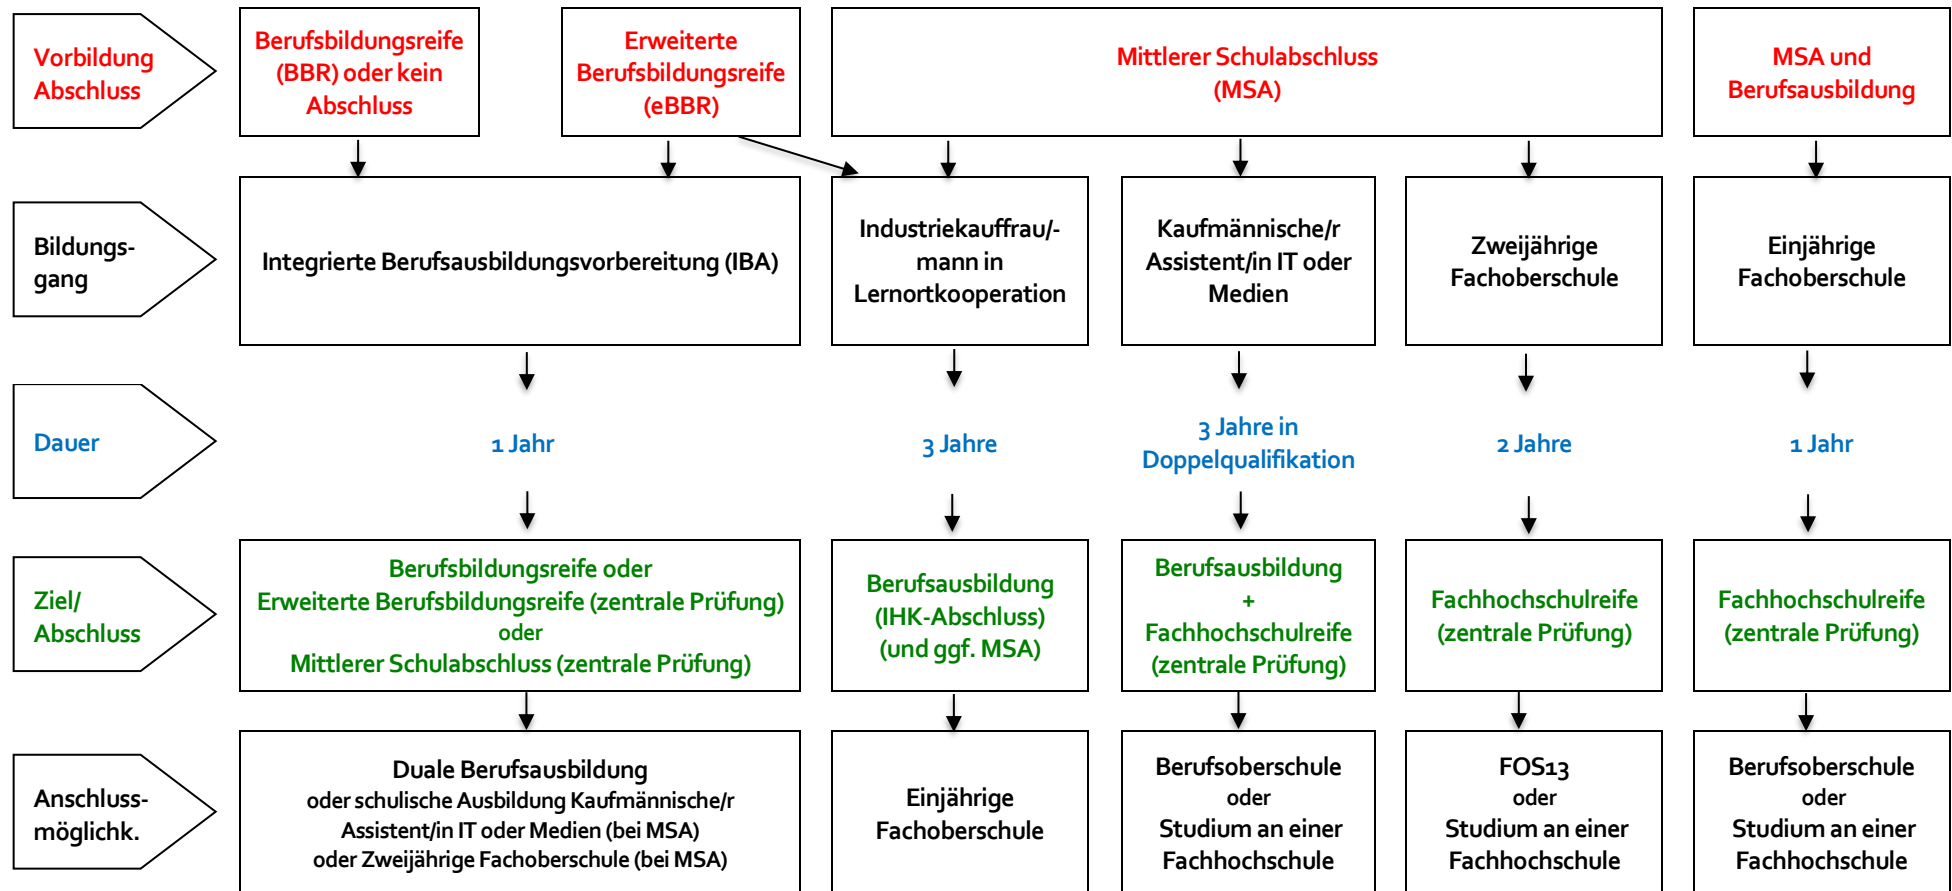 Vorbildung
Abschluss
Berufsbildungsreife
(BBR) oder kein
Abschluss
Erweiterte
Berufsbildungsreife
(eBBR)
Mittlerer Schulabschluss
(MSA)
MSA und
Berufsausbildung
Bildungs-
gang
Integrierte Berufsausbildungsvorbereitung (IBA)
Industriekauffrau/-
mann in
Lernortkooperation
Kaufmännische/r
Assistent/in IT oder
Medien
Zweijährige
Fachoberschule
Einjährige
Fachoberschule
Dauer
1 Jahr
3 Jahre
3 Jahre in
Doppelqualifikation
2 Jahre
1 Jahr
Ziel/
Abschluss
Berufsbildungsreife oder
Erweiterte Berufsbildungsreife (zentrale Prüfung)
oder
Mittlerer Schulabschluss (zentrale Prüfung)
Berufsausbildung
(IHK-Abschluss)
(und ggf. MSA)
Berufsausbildung
+
Fachhochschulreife
(zentrale Prüfung)
Fachhochschulreife
(zentrale Prüfung)
Fachhochschulreife
(zentrale Prüfung)
Anschluss-
möglichk.
Duale Berufsausbildung
oder schulische Ausbildung Kaufmännische/r
Assistent/in IT oder Medien (bei MSA)
oder Zweijährige Fachoberschule (bei MSA)
Einjährige
Fachoberschule
Berufsoberschule
oder
Studium an einer
Fachhochschule
FOS13
oder
Studium an einer
Fachhochschule
Berufsoberschule
oder
Studium an einer
Fachhochschule